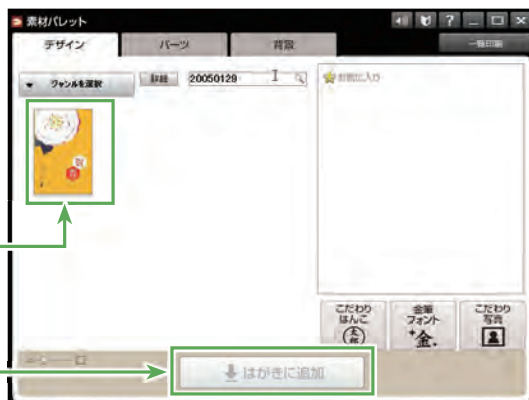 素材パレット
?
デザイン
パーツ
背景
一覧印刷
▼ ジャンルを選択
詳細
20050129
お気に入り
こだわり
はんこ
太郎
金箔
フォント
金
こだわり
写真
はがきに追加